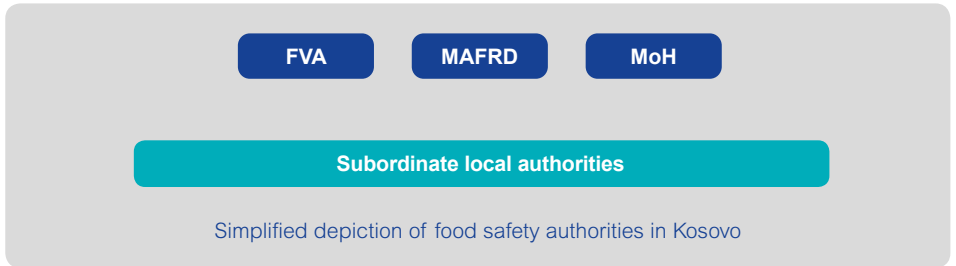 FVA MAFRD MoH
Subordinate local authorities
Simplified depiction of food safety authorities in Kosovo